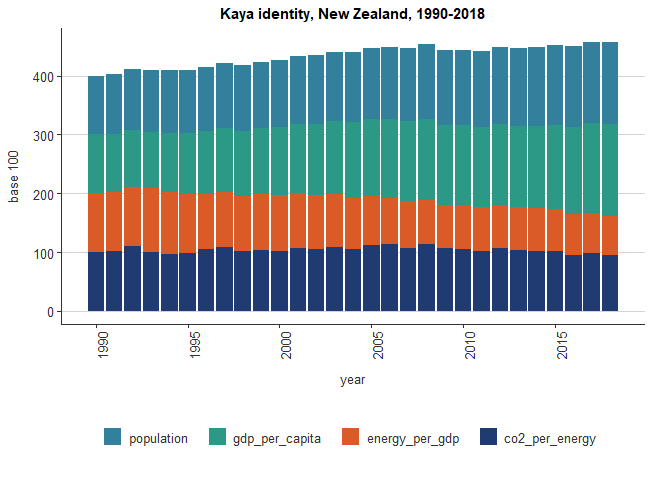 Kaya identity, New Zealand, 1990-2018
base 100
400
300
200
100
0
1990
1995
2000
2005
2010
2015
year
population
gdp_per_capita
energy_per_gdp
co2_per_energy